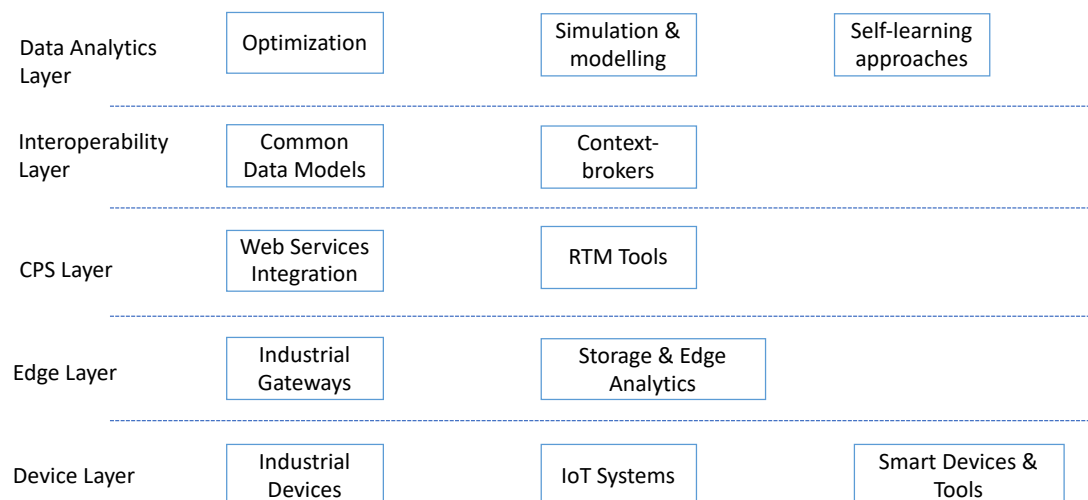 Data Analytics
Layer
Optimization
Simulation &
modelling
Self-learning
approaches
Interoperability
Layer
Common
Data Models
Context-
brokers
CPS Layer
Web Services
Integration
RTM Tools
Edge Layer
Industrial
Gateways
Storage & Edge
Analytics
Device Layer
Industrial
Devices
IoT Systems
Smart Devices &
Tools